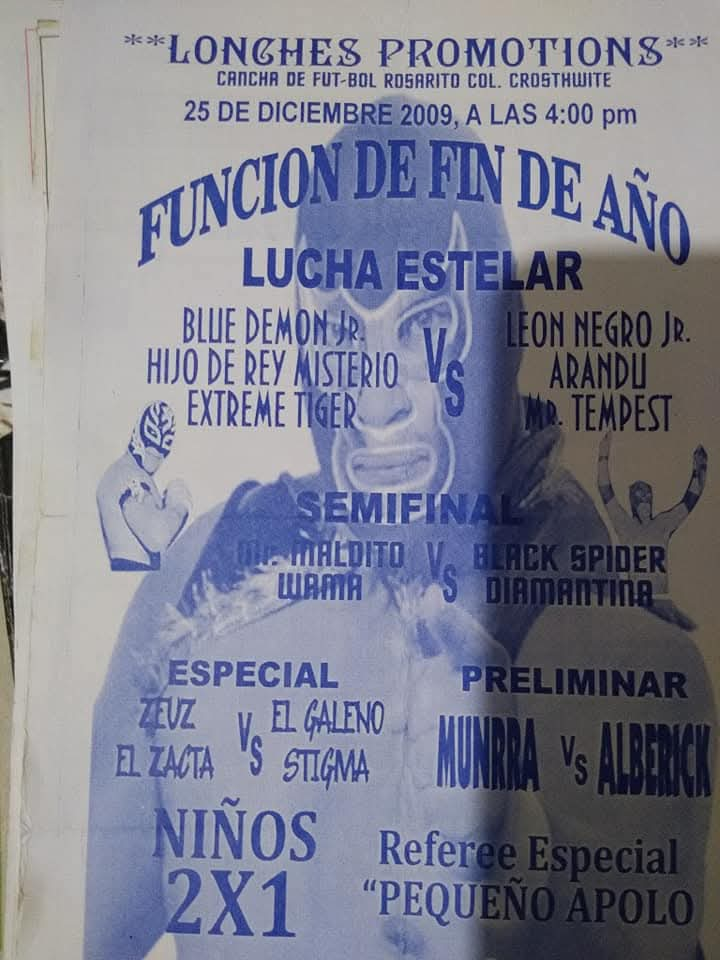 **LONCHES PROMOTIONS**
CANCHA DE FUT-BOL ROSARITO COL. CROSTHWITE
25 DE DICIEMBRE 2009, A LAS 4:00 pm
FUNCION DE FIN DE AÑO
LUCHA ESTELAR
BLUE DEMON JR.
HIJO DE REY MISTERIO
EXTREME TIGER
VS
LEON NEGRO JR.
ARANDU
MR. TEMPEST
SEMIFINAL
MR. MALDITO
WAMA
VS
BLACK SPIDER
DIAMANTINA
ESPECIAL
ZEUZ
EL ZACTA
VS
EL GALENO
STIGMA
PRELIMINAR
MUNRRA VS ALBERICK
NIÑOS
2X1
Referee Especial
“PEQUEÑO APOLO